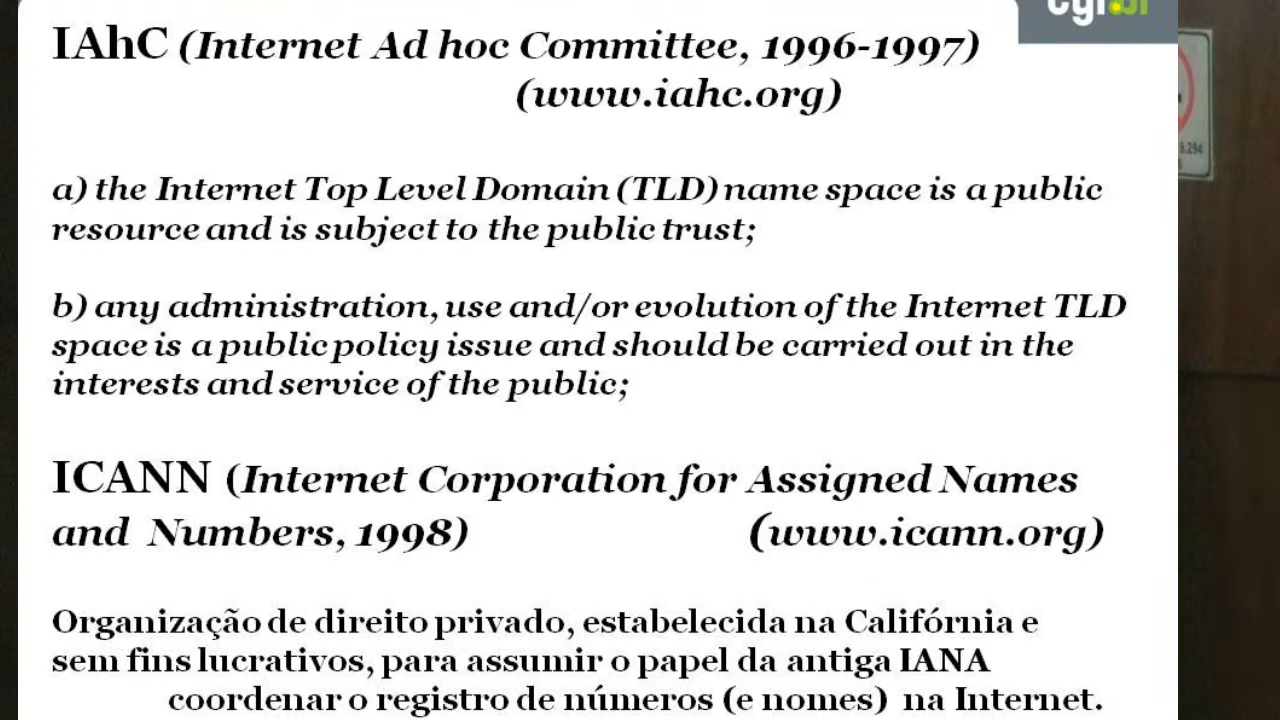 cgi.br
IAhC (Internet Ad hoc Committee, 1996-1997)
(www.iahc.org)
a) the Internet Top Level Domain (TLD) name space is a public
resource and is subject to the public trust;
b) any administration, use and/or evolution of the Internet TLD
space is a public policy issue and should be carried out in the
interests and service of the public;
ICANN (Internet Corporation for Assigned Names
and Numbers, 1998) (www.icann.org)
Organização de direito privado, estabelecida na Califórnia e
sem fins lucrativos, para assumir o papel da antiga IANA
coordenar o registro de números (e nomes) na Internet.